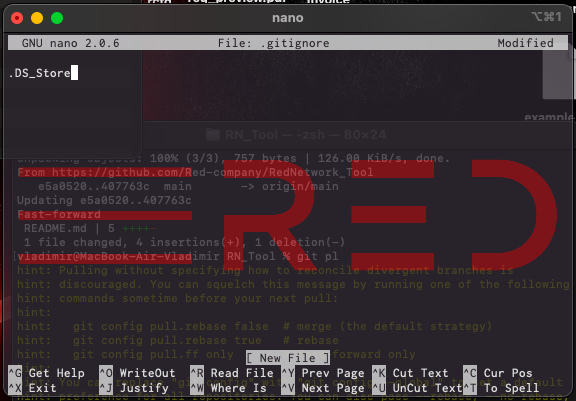 req_preview.pdf
Invoice
nano
⌥⌘1
GNU nano 2.0.6 File: .gitignore Modified
.DS_Store
example
RN_Tool — -zsh — 80×24
Unpacking objects: 100% (3/3), 757 bytes | 126.00 KiB/s, done.
From https://github.com/Red-company/RedNetwork_Tool
e5a0520..407763c main -> origin/main
Updating e5a0520..407763c
Fast-forward
README.md | 5 ++++-
1 file changed, 4 insertions(+), 1 deletion(-)
vladimir@MacBook-Air-Vladimir RN_Tool % git pl
hint: Pulling without specifying how to reconcile divergent branches is
hint: discouraged. You can squelch this message by running one of the following
hint: commands sometime before your next pull:
hint:
hint: git config pull.rebase false # merge (the default strategy)
hint: git config pull.rebase true # rebase
hint: git config pull.ff only forward only
[ New File ]
^G Get Help ^O WriteOut ^R Read File ^Y Prev Page ^K Cut Text ^C Cur Pos
^X Exit ^J Justify ^W Where Is ^V Next Page ^U UnCut Text ^T To Spell
RED